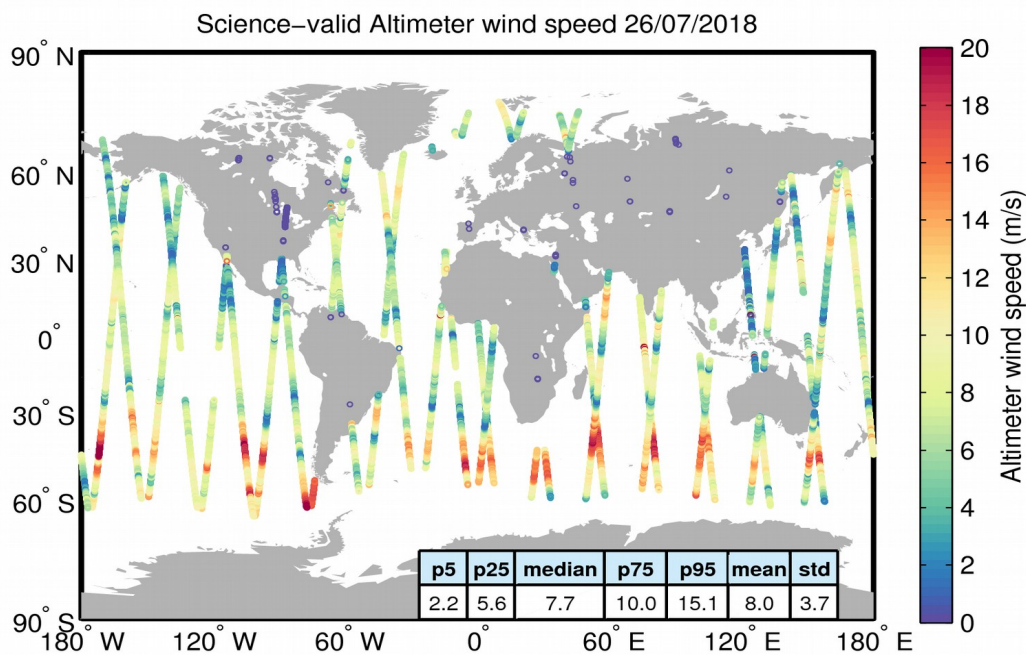 Science-valid Altimeter wind speed 26/07/2018
90° N
60° N
30° N
0°
30° S
60° S
90° S
180° W
120° W
60° W
0°
60° E
120° E
180° E
p5 p25 median p75 p95 mean std
2.2 5.6 7.7 10.0 15.1 8.0 3.7
20
18
16
14
12
10
8
6
4
2
0
Altimeter wind speed (m/s)